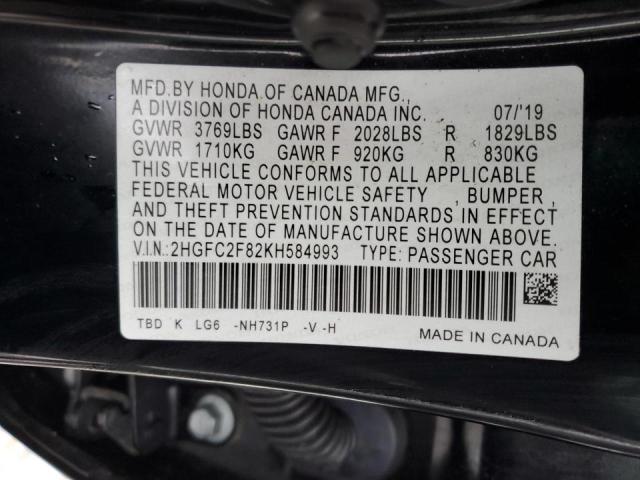 MFD.BY HONDA OF CANADA MFG.,
A DIVISION OF HONDA CANADA INC. 07/'19
GVWR 3769LBS GAWR F 2028LBS R 1829LBS
GVWR 1710KG GAWR F 920KG R 830KG
THIS VEHICLE CONFORMS TO ALL APPLICABLE
FEDERAL MOTOR VEHICLE SAFETY , BUMPER ,
AND THEFT PREVENTION STANDARDS IN EFFECT
ON THE DATE OF MANUFACTURE SHOWN ABOVE.
V.I.N.:2HGFC2F82KH584993 TYPE: PASSENGER CAR
TBD K LG6 -NH731P -V -H
MADE IN CANADA